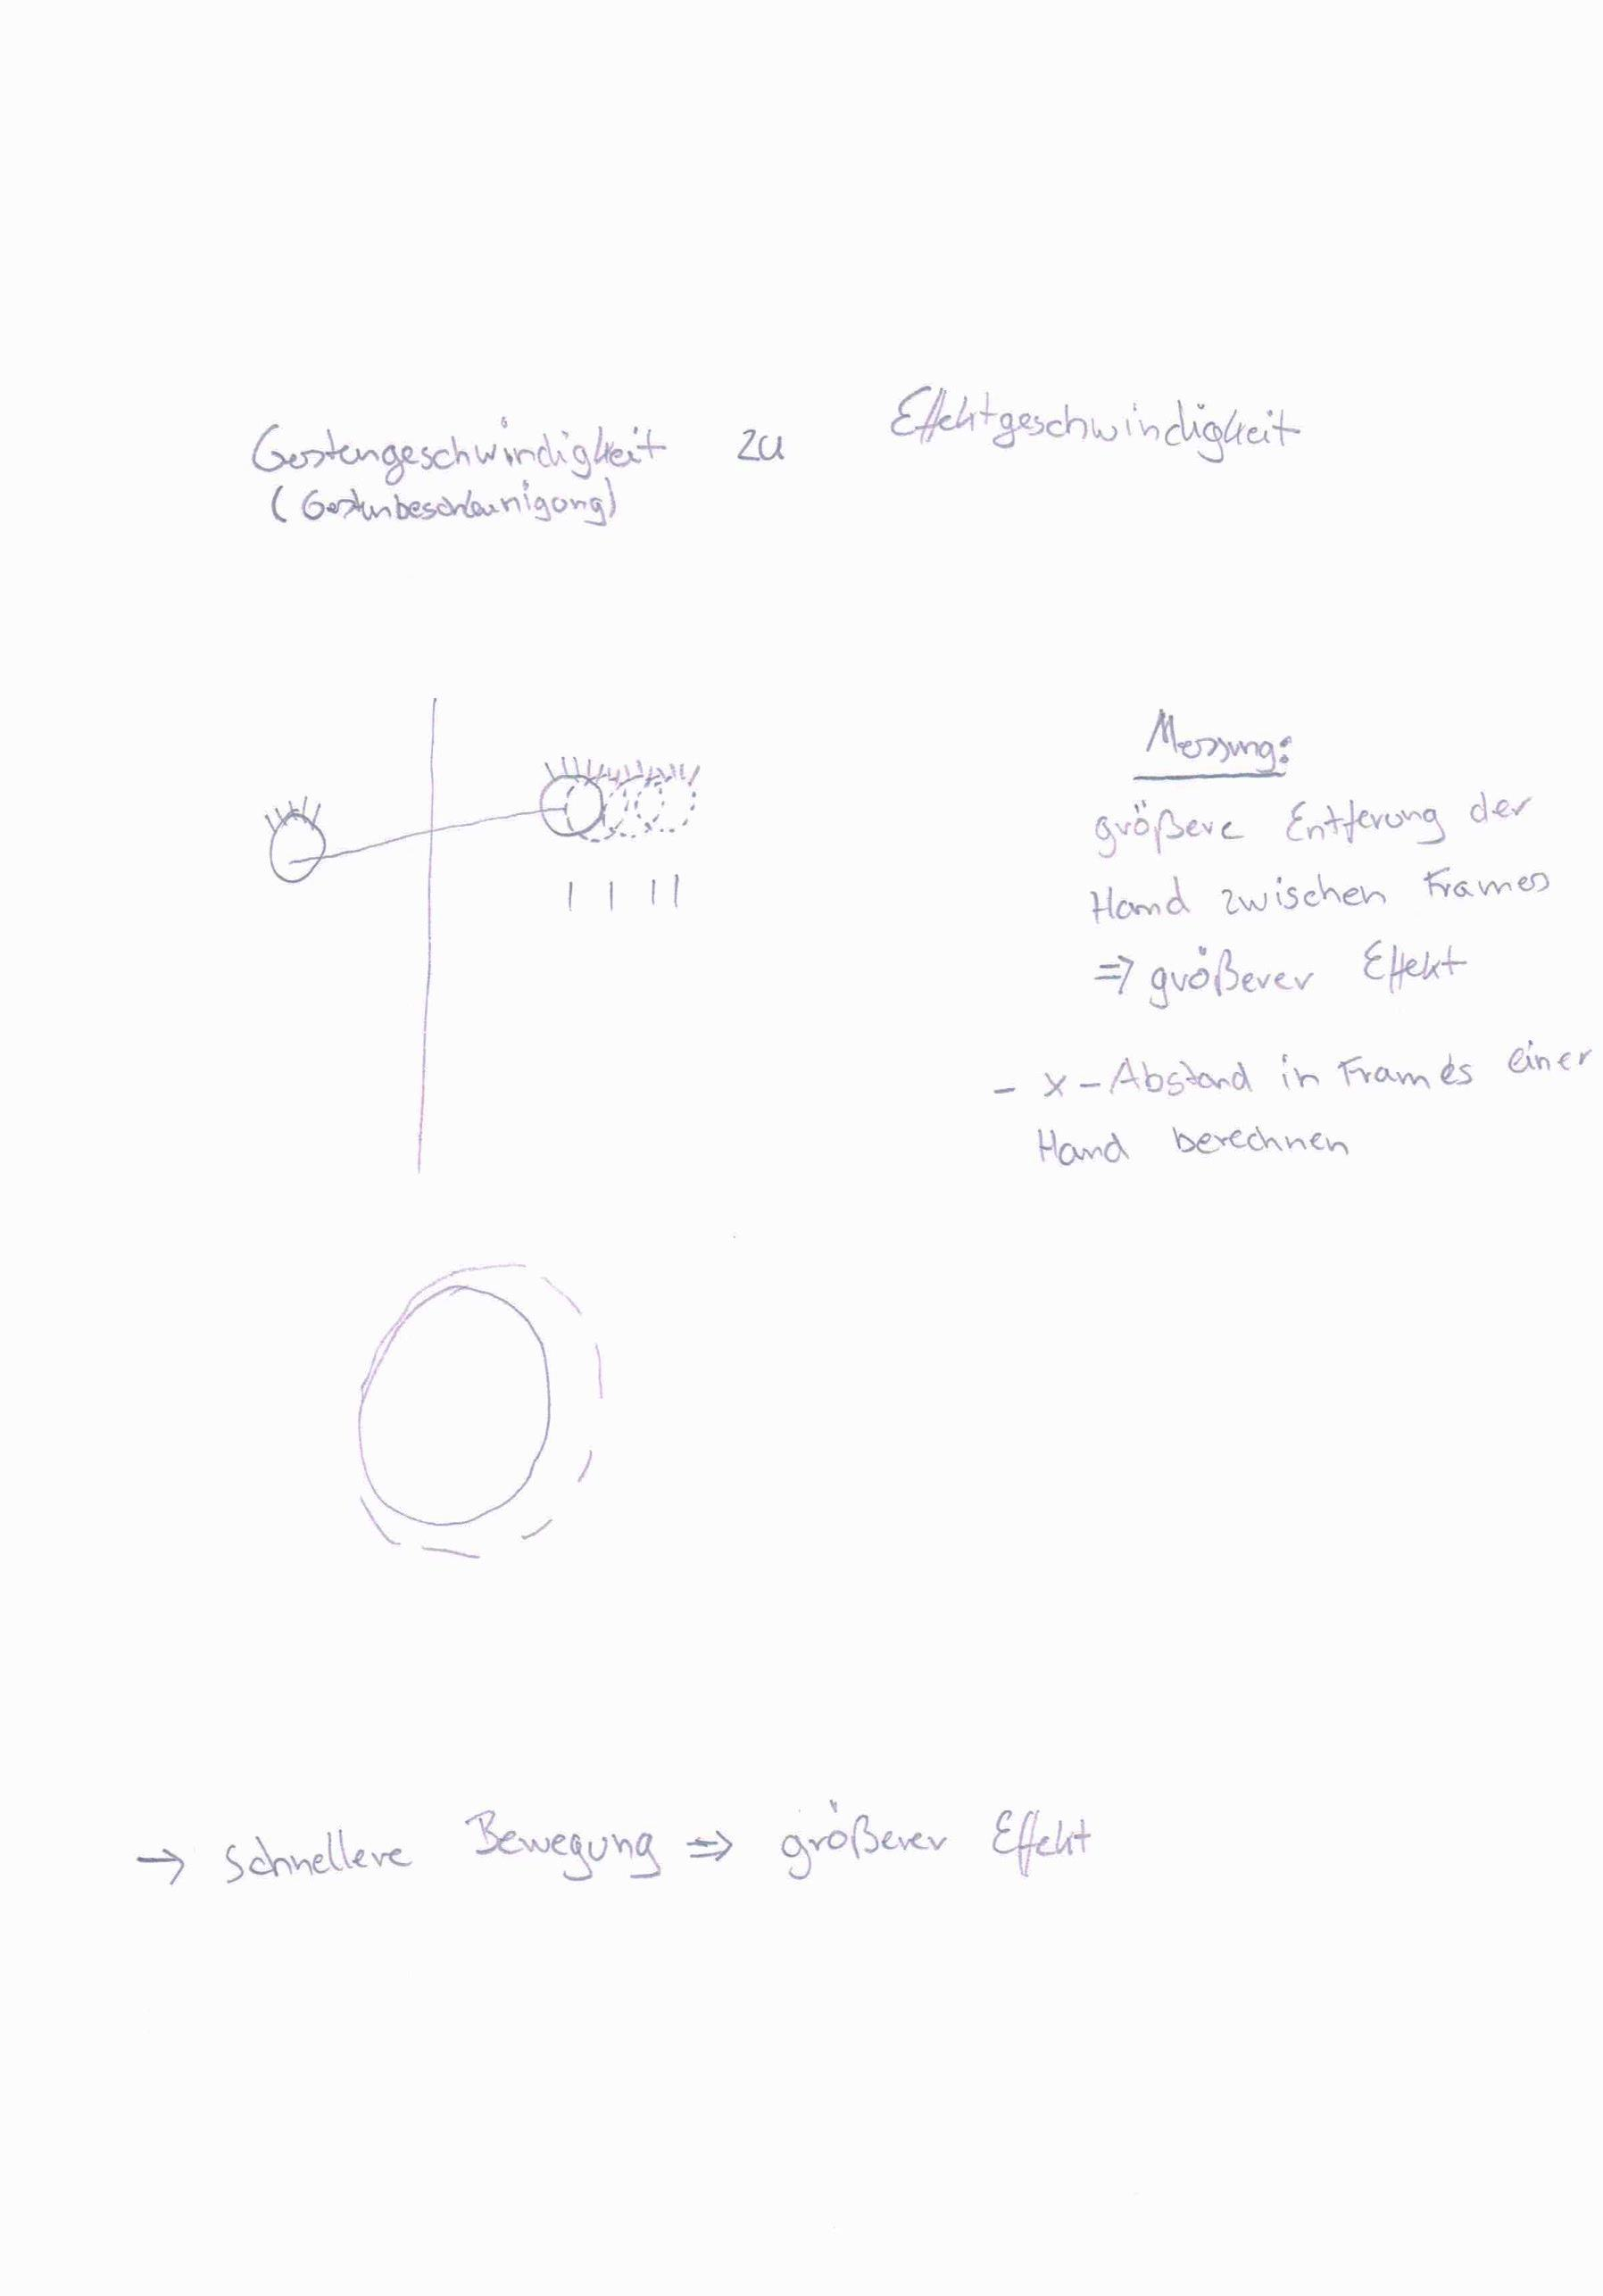 Gestengeschwindigkeit zu Effektgeschwindigkeit
(Gestenbeschleunigung)
Messung:
größere Entferung der
Hand zwischen Frames
⇒ größerer Effekt
- x-Abstand in Frames einer
Hand berechnen
→ schnellere Bewegung ⇒ größerer Effekt